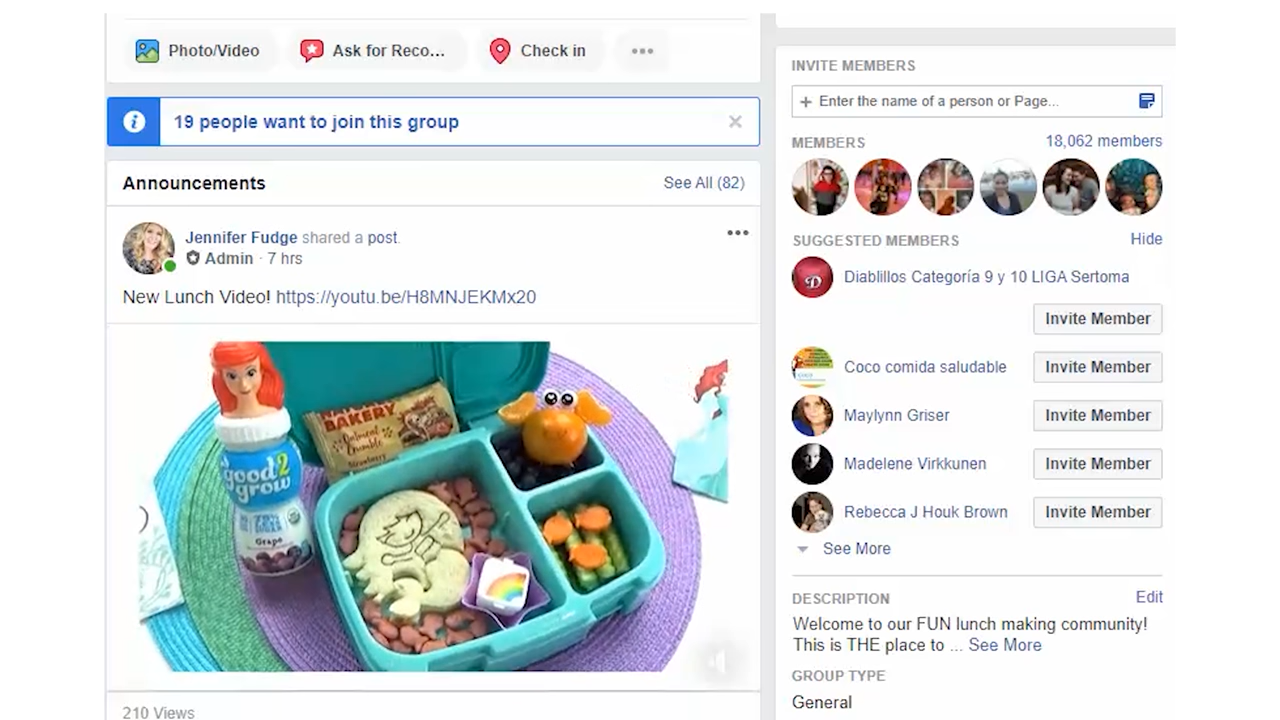 Photo/Video
Ask for Reco...
Check in
19 people want to join this group
Announcements
See All (82)
Jennifer Fudge shared a post.
Admin · 7 hrs
New Lunch Video! https://youtu.be/H8MNJEKMx20
BAKERY
Oatmeal
Crumble
Strawberry
good2
grow
Grape
210 Views
INVITE MEMBERS
+ Enter the name of a person or Page...
MEMBERS
18,062 members
SUGGESTED MEMBERS
Hide
Diablillos Categoría 9 y 10 LIGA Sertoma
Invite Member
Coco comida saludable
Invite Member
Maylynn Griser
Invite Member
Madelene Virkkunen
Invite Member
Rebecca J Houk Brown
Invite Member
See More
DESCRIPTION
Edit
Welcome to our FUN lunch making community!
This is THE place to ... See More
GROUP TYPE
General